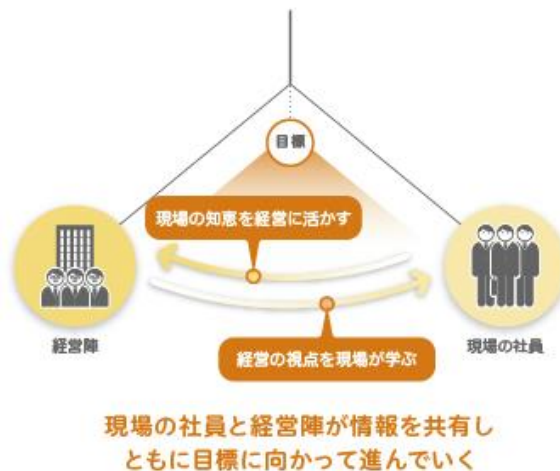 目標
現場の知恵を経営に活かす
経営陣
現場の社員
経営の視点を現場が学ぶ
現場の社員と経営陣が情報を共有し
ともに目標に向かって進んでいく